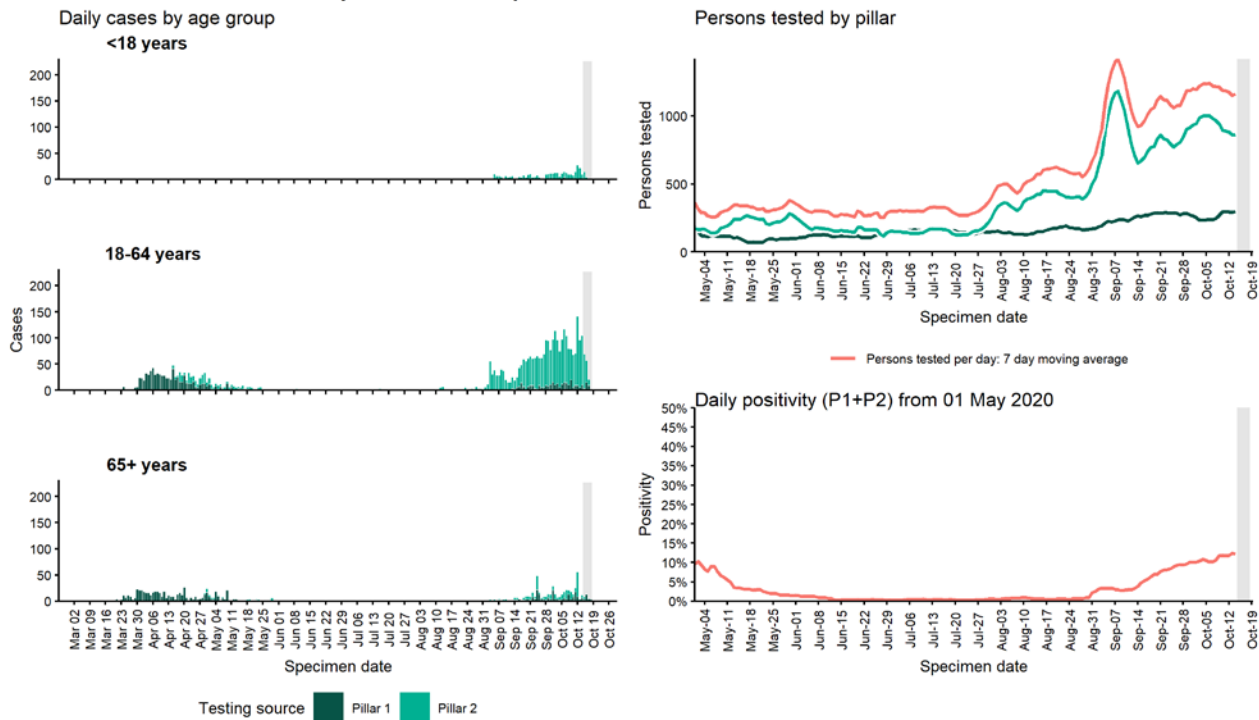 Daily cases by age group
<18 years
200
150
100
50
0
18-64 years
Cases
200
150
100
50
0
65+ years
200
150
100
50
0
Mar 02
Mar 09
Mar 16
Mar 23
Mar 30
Apr 06
Apr 13
Apr 20
Apr 27
May 04
May 11
May 18
May 25
Jun 01
Jun 08
Jun 15
Jun 22
Jun 29
Jul 06
Jul 13
Jul 20
Jul 27
Aug 03
Aug 10
Aug 17
Aug 24
Aug 31
Sep 07
Sep 14
Sep 21
Sep 28
Oct 05
Oct 12
Oct 19
Oct 26
Specimen date
Testing source Pillar 1 Pillar 2
Persons tested by pillar
Persons tested
1000
500
0
May-04
May-11
May-18
May-25
Jun-01
Jun-08
Jun-15
Jun-22
Jun-29
Jul-06
Jul-13
Jul-20
Jul-27
Aug-03
Aug-10
Aug-17
Aug-24
Aug-31
Sep-07
Sep-14
Sep-21
Sep-28
Oct-05
Oct-12
Oct-19
Specimen date
Persons tested per day: 7 day moving average
Daily positivity (P1+P2) from 01 May 2020
Positivity
50%
45%
40%
35%
30%
25%
20%
15%
10%
5%
0%
May-04
May-11
May-18
May-25
Jun-01
Jun-08
Jun-15
Jun-22
Jun-29
Jul-06
Jul-13
Jul-20
Jul-27
Aug-03
Aug-10
Aug-17
Aug-24
Aug-31
Sep-07
Sep-14
Sep-21
Sep-28
Oct-05
Oct-12
Oct-19
Specimen date